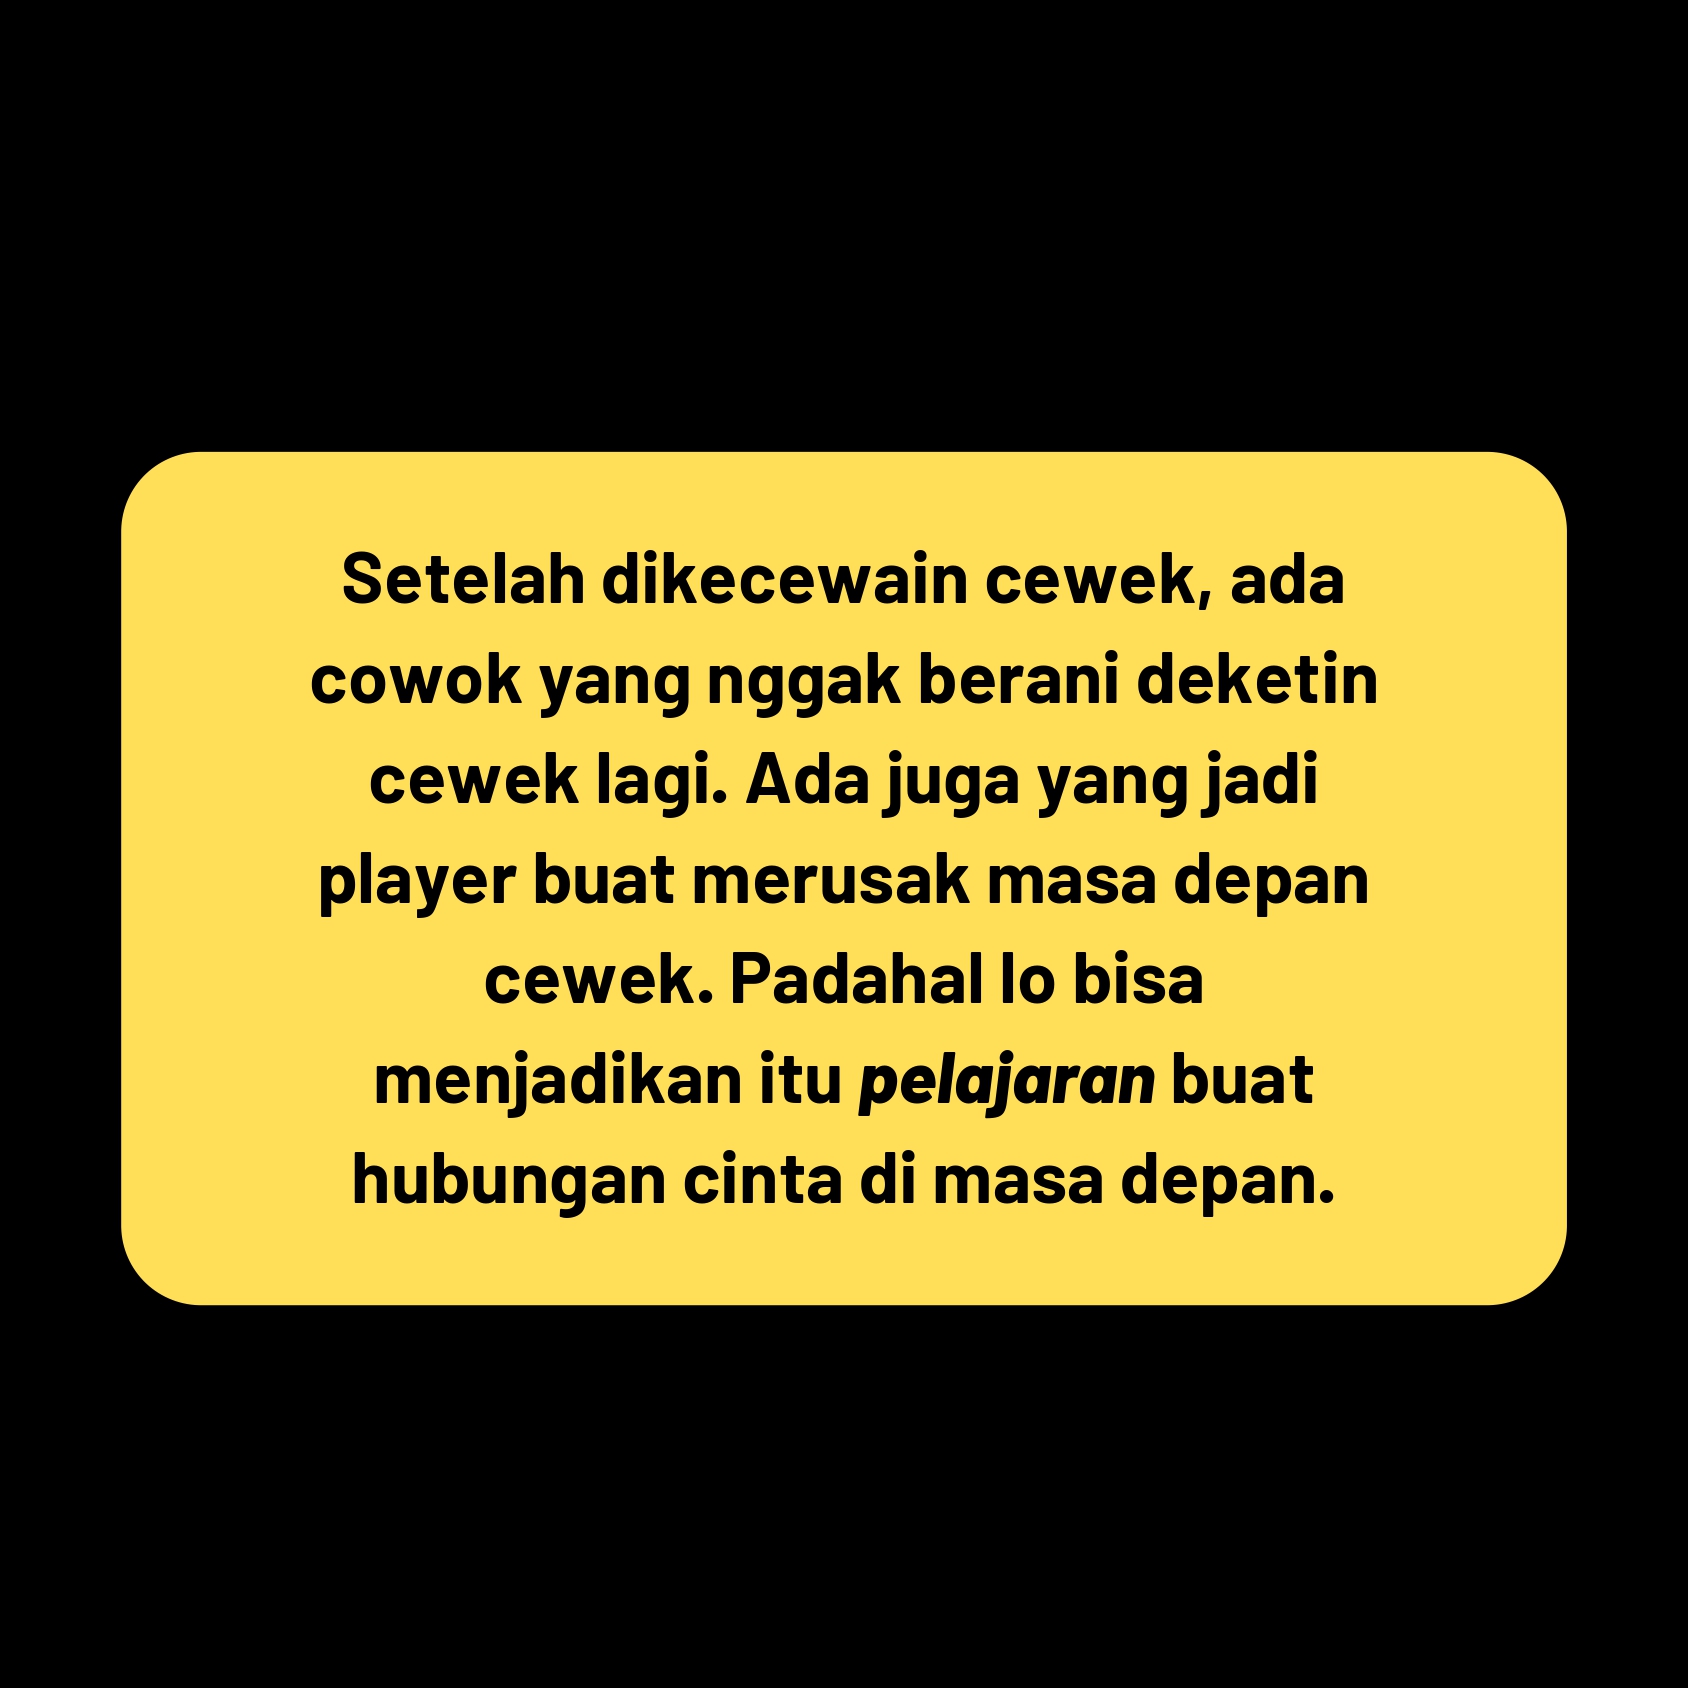 Setelah dikecewain cewek, ada
cowok yang nggak berani deketin
cewek lagi. Ada juga yang jadi
player buat merusak masa depan
cewek. Padahal lo bisa
menjadikan itu pelajaran buat
hubungan cinta di masa depan.